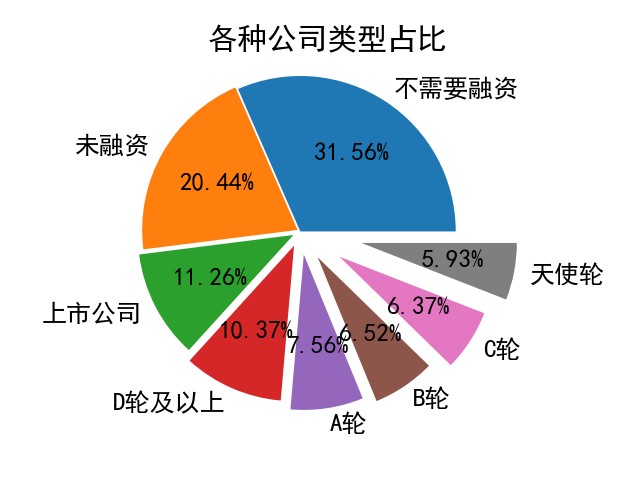 各种公司类型占比
不需要融资
31.56%
未融资
20.44%
上市公司
11.26%
D轮及以上
10.37%
A轮
7.56%
B轮
6.52%
C轮
6.37%
天使轮
5.93%